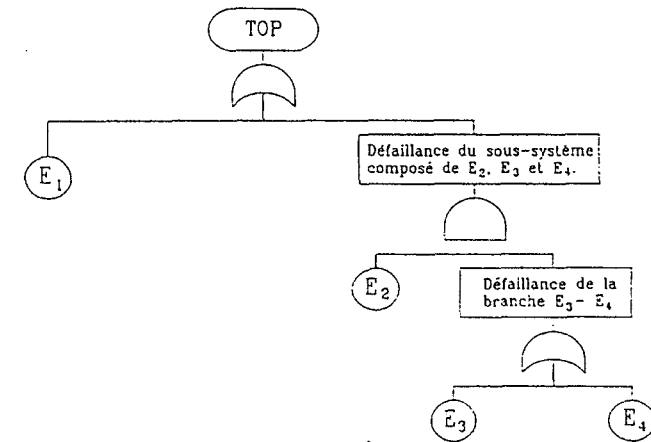 TOP
E₁
Défaillance du sous-système
composé de E₂, E₃ et E₄.
E₂
Défaillance de la
branche E₃- E₄
E₃
E₄